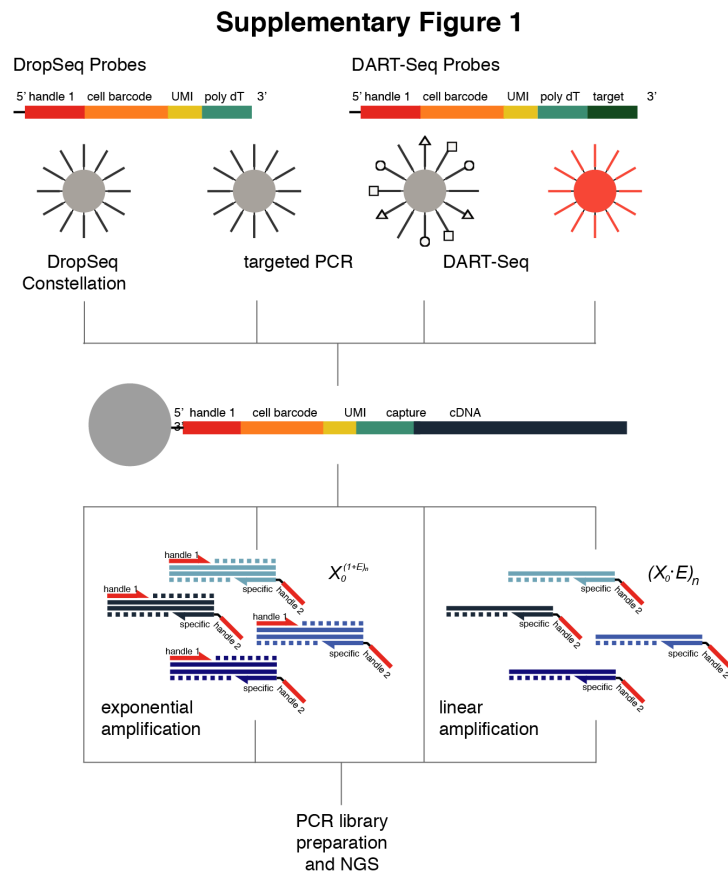 Supplementary Figure 1
DropSeq Probes
5’ handle 1 cell barcode UMI poly dT 3’
DART-Seq Probes
5’ handle 1 cell barcode UMI poly dT target 3’
DropSeq
Constellation
targeted PCR
DART-Seq
5’ handle 1 cell barcode UMI capture cDNA
3’
handle 1
specific
handle 2
X₀⁽¹⁺ᴱ⁾ₙ
handle 1
specific
handle 2
handle 1
specific
handle 2
handle 1
specific
handle 2
exponential
amplification
specific
handle 2
(X₀·E)ₙ
specific
handle 2
specific
handle 2
specific
handle 2
linear
amplification
PCR library
preparation
and NGS